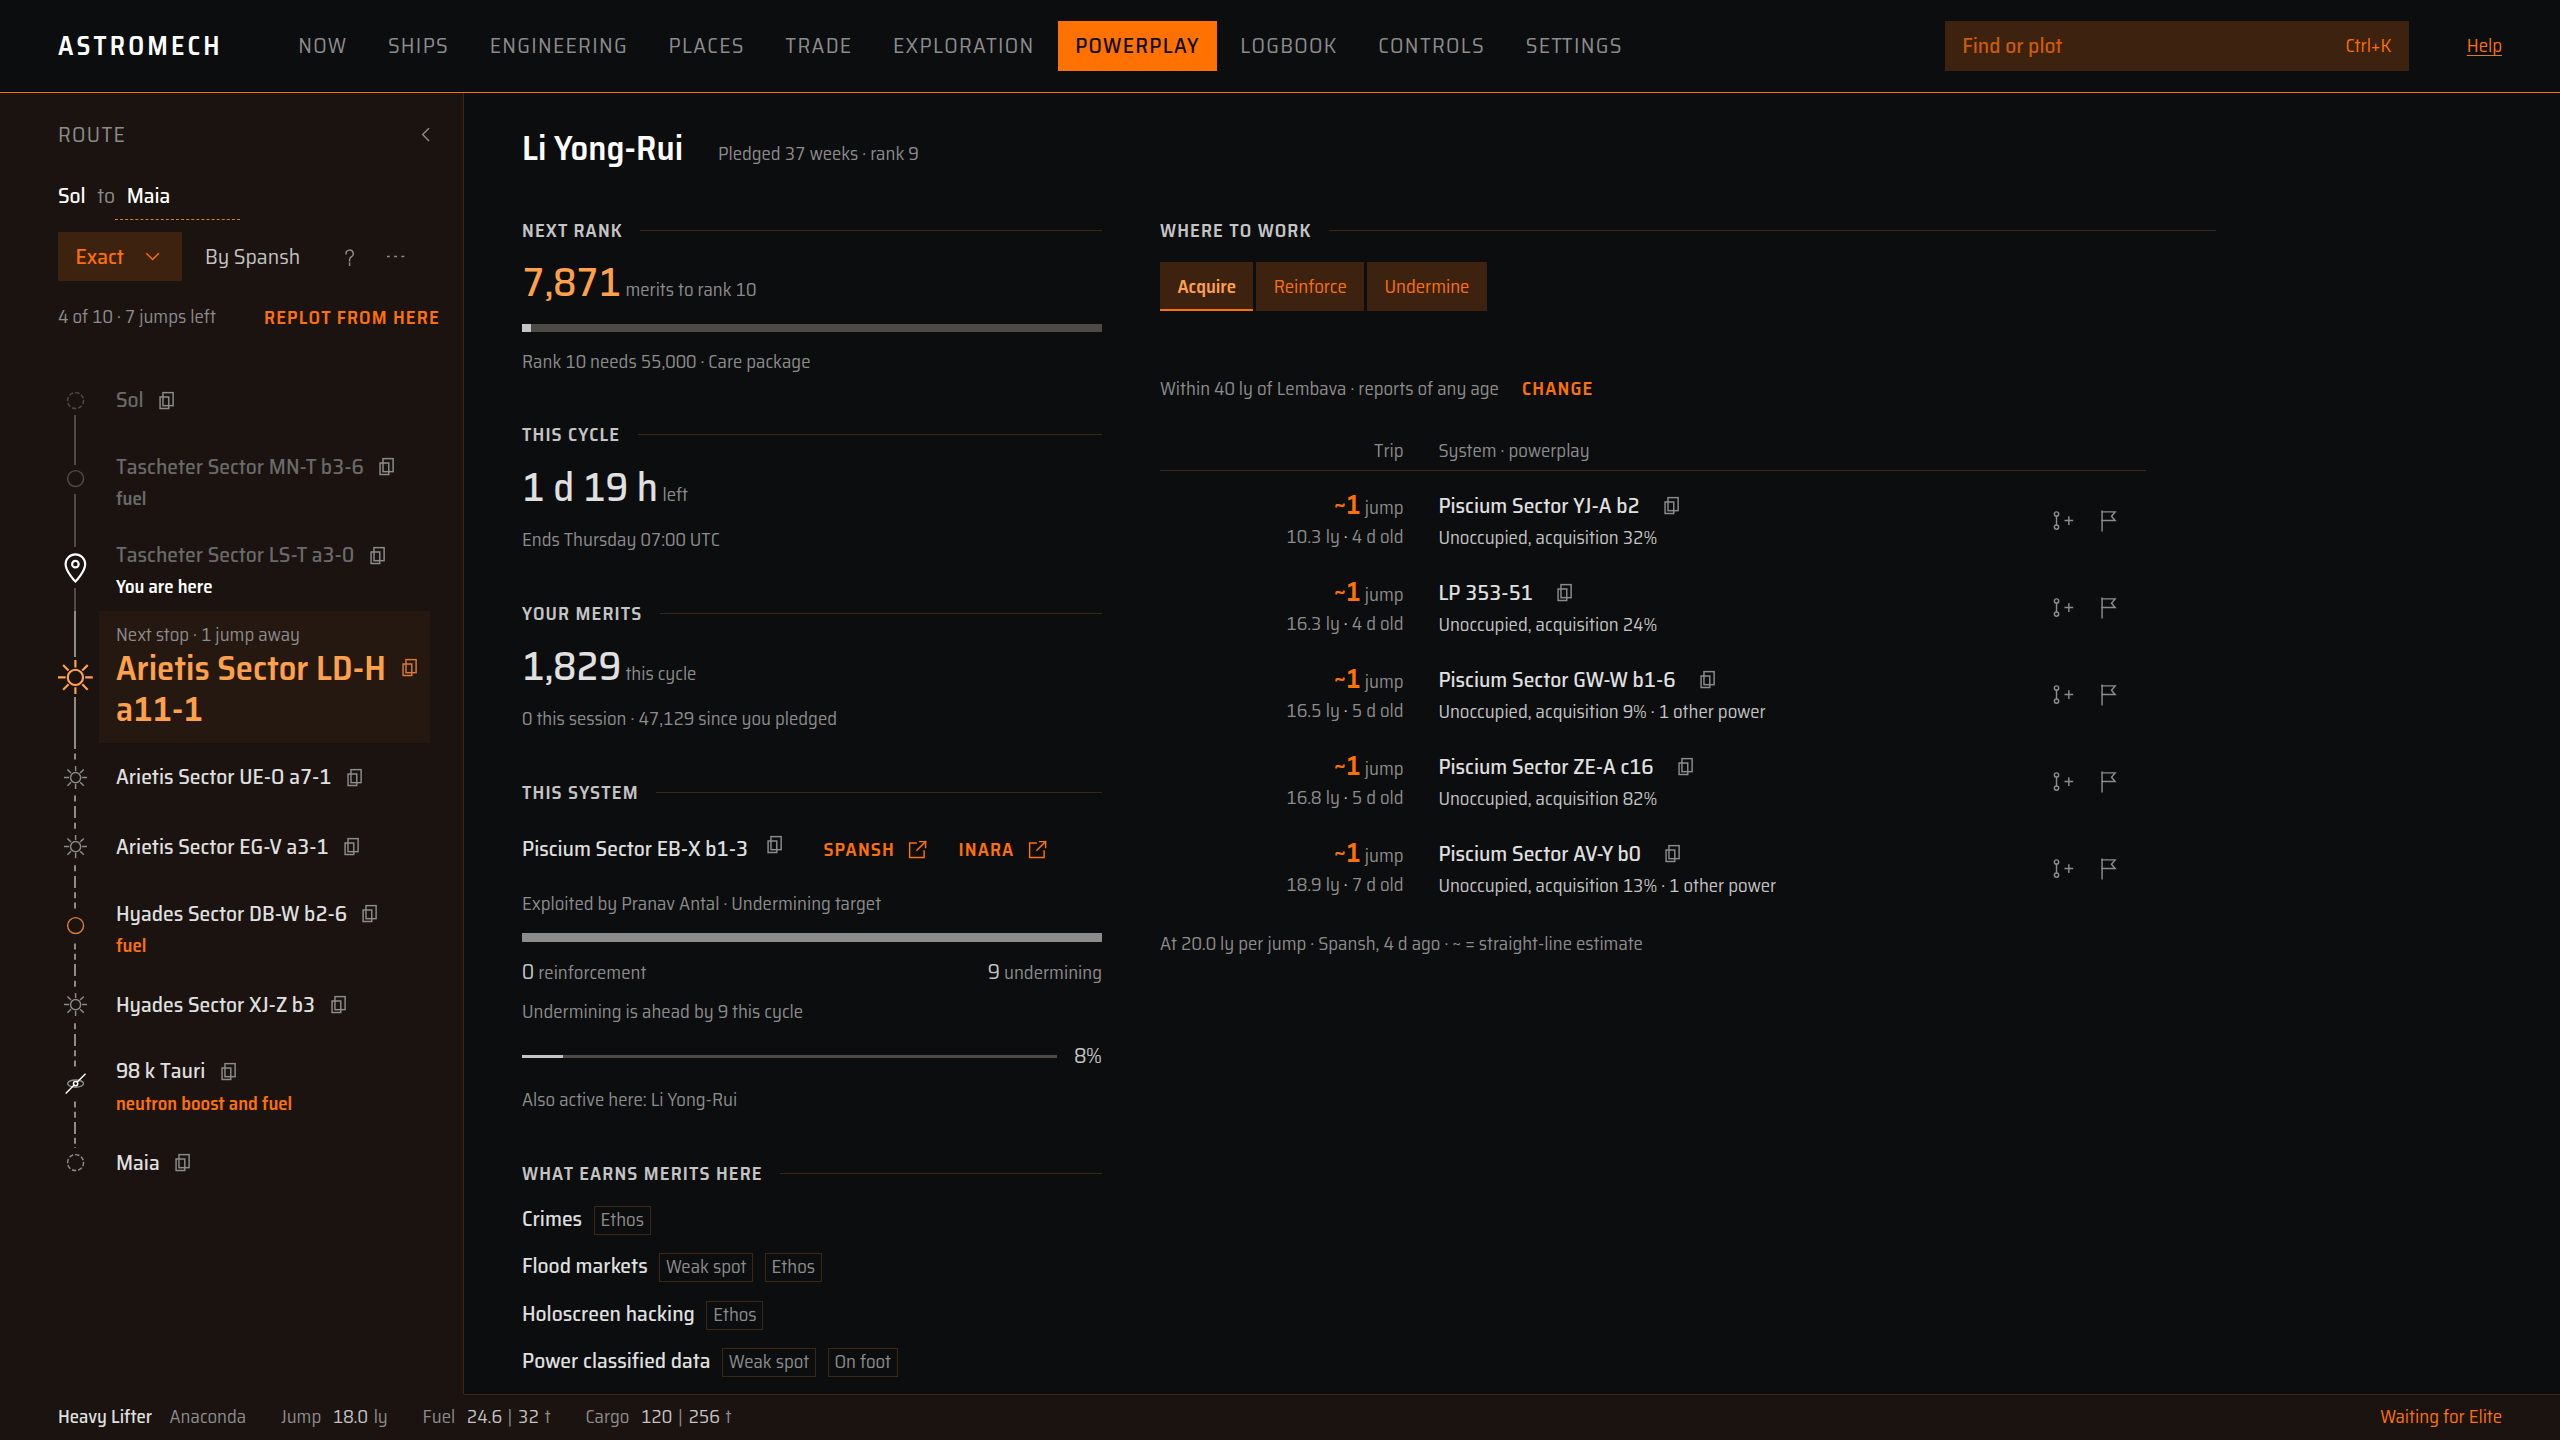 ASTROMECH
NOW SHIPS ENGINEERING PLACES TRADE EXPLORATION POWERPLAY LOGBOOK CONTROLS SETTINGS
Find or plot Ctrl+K
Help
ROUTE
Sol to Maia
Exact By Spansh ? ...
4 of 10 · 7 jumps left REPLOT FROM HERE
Sol
Tascheter Sector MN-T b3-6
fuel
Tascheter Sector LS-T a3-0
You are here
Next stop · 1 jump away
Arietis Sector LD-H
a11-1
Arietis Sector UE-O a7-1
Arietis Sector EG-V a3-1
Hyades Sector DB-W b2-6
fuel
Hyades Sector XJ-Z b3
98 k Tauri
neutron boost and fuel
Maia
Li Yong-Rui Pledged 37 weeks · rank 9
NEXT RANK
7,871 merits to rank 10
Rank 10 needs 55,000 · Care package
THIS CYCLE
1 d 19 h left
Ends Thursday 07:00 UTC
YOUR MERITS
1,829 this cycle
0 this session · 47,129 since you pledged
THIS SYSTEM
Piscium Sector EB-X b1-3 SPANSH INARA
Exploited by Pranav Antal · Undermining target
0 reinforcement 9 undermining
Undermining is ahead by 9 this cycle
8%
Also active here: Li Yong-Rui
WHAT EARNS MERITS HERE
Crimes Ethos
Flood markets Weak spot Ethos
Holoscreen hacking Ethos
Power classified data Weak spot On foot
WHERE TO WORK
Acquire Reinforce Undermine
Within 40 ly of Lembava · reports of any age CHANGE
Trip System · powerplay
~1 jump Piscium Sector YJ-A b2
10.3 ly · 4 d old Unoccupied, acquisition 32%
~1 jump LP 353-51
16.3 ly · 4 d old Unoccupied, acquisition 24%
~1 jump Piscium Sector GW-W b1-6
16.5 ly · 5 d old Unoccupied, acquisition 9% · 1 other power
~1 jump Piscium Sector ZE-A c16
16.8 ly · 5 d old Unoccupied, acquisition 82%
~1 jump Piscium Sector AV-Y b0
18.9 ly · 7 d old Unoccupied, acquisition 13% · 1 other power
At 20.0 ly per jump · Spansh, 4 d ago · ~ = straight-line estimate
Heavy Lifter Anaconda Jump 18.0 ly Fuel 24.6 | 32 t Cargo 120 | 256 t
Waiting for Elite